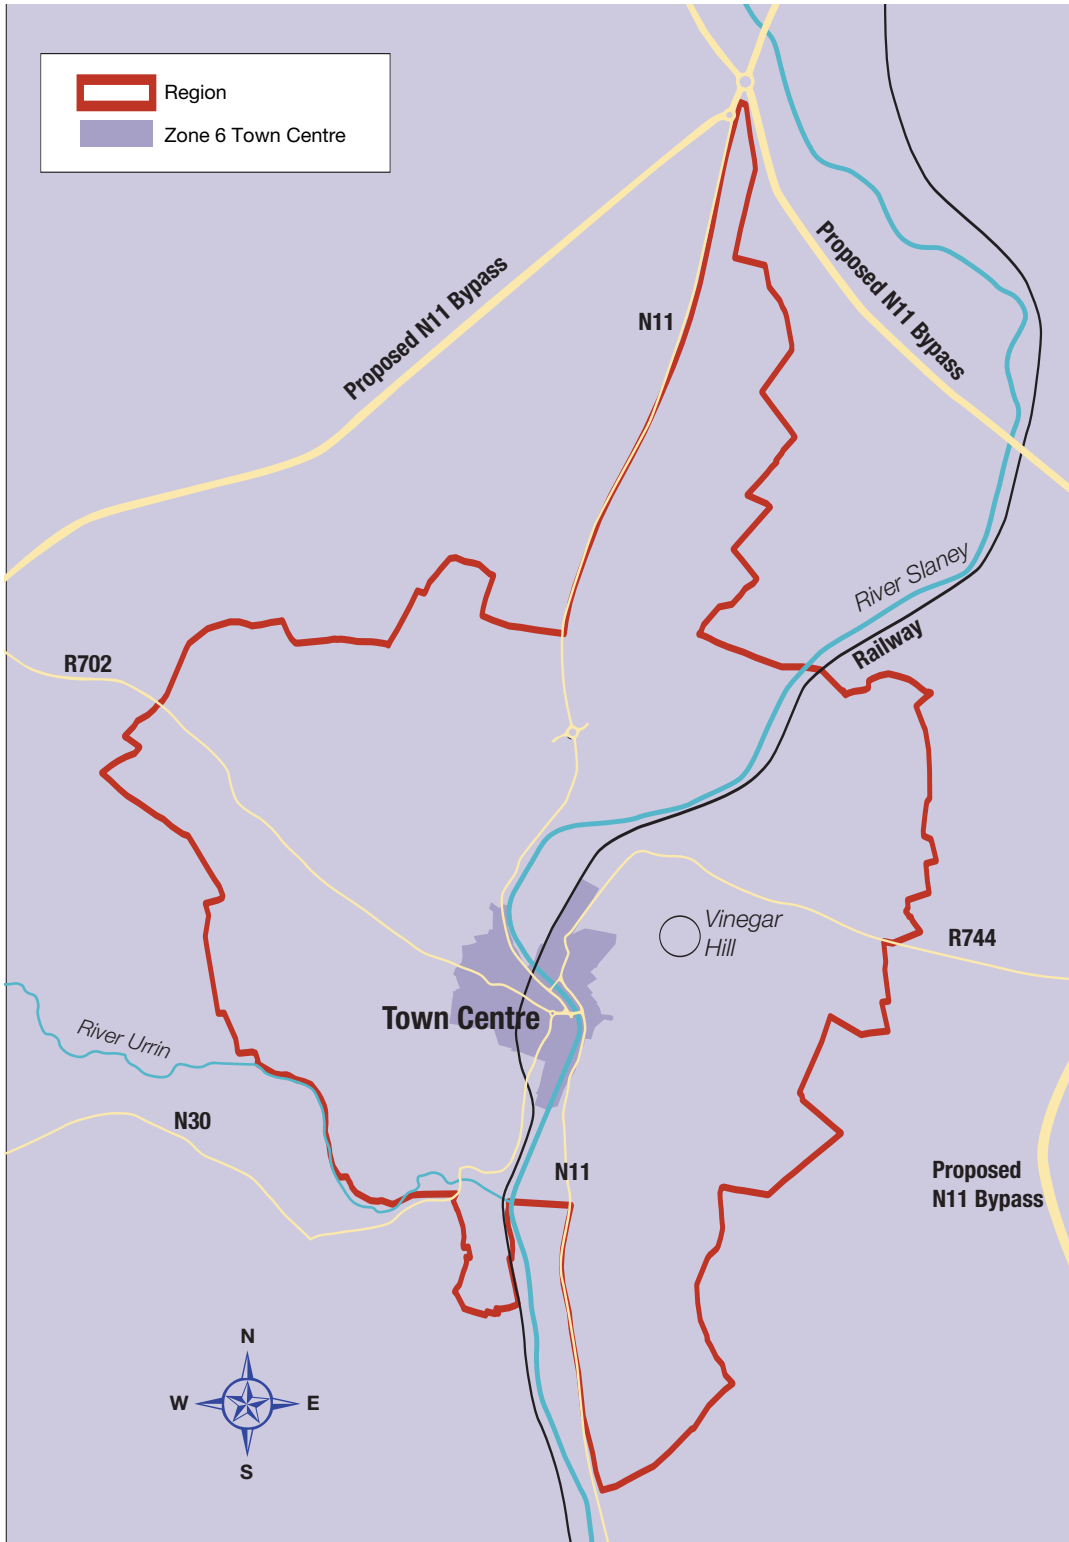 Region
Zone 6 Town Centre
Proposed N11 Bypass
Proposed N11 Bypass
N11
River Slaney
Railway
R702
Vinegar
Hill
R744
Town Centre
River Urrin
N30
N11
Proposed
N11 Bypass
N
W
E
S